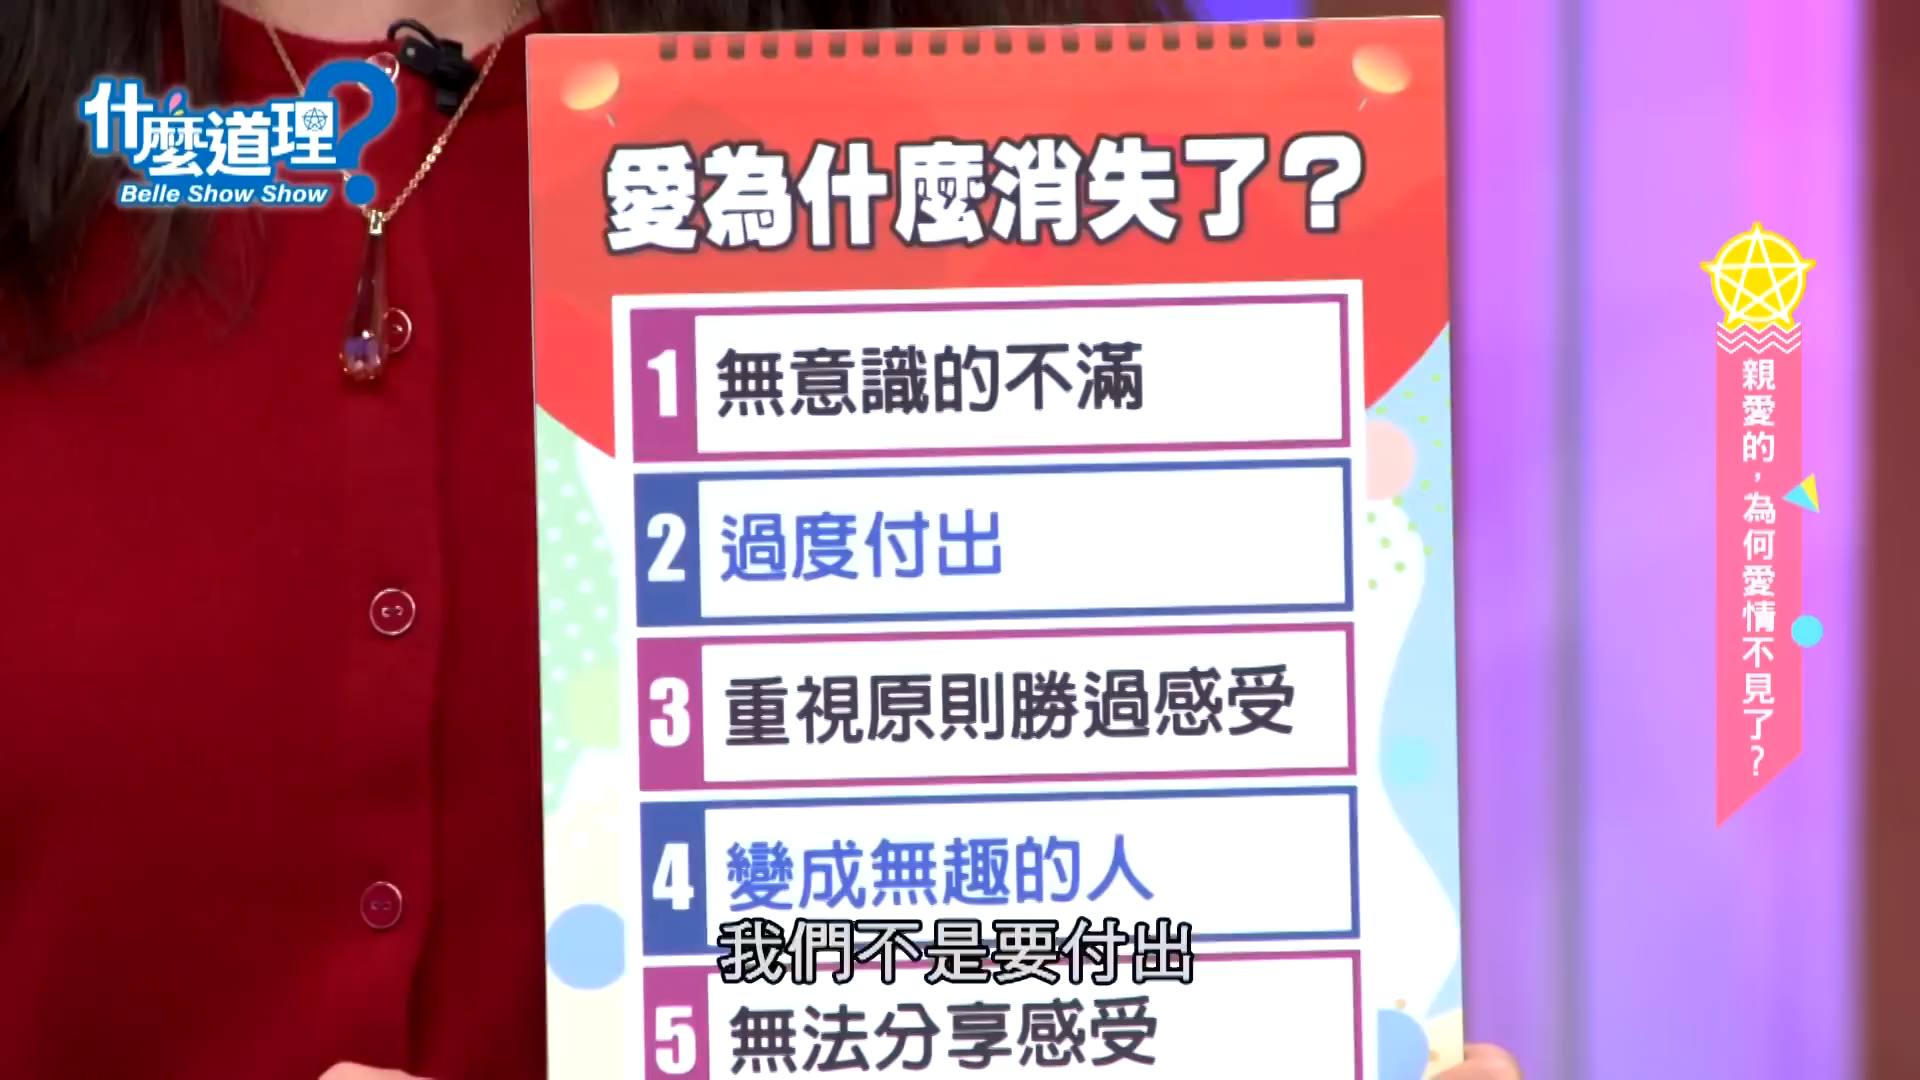 什麼道理?
Belle Show Show
愛為什麼消失了?
1 無意識的不滿
2 過度付出
3 重視原則勝過感受
4 變成無趣的人
5 無法分享感受
我們不是要付出
親愛的，為何愛情不見了?